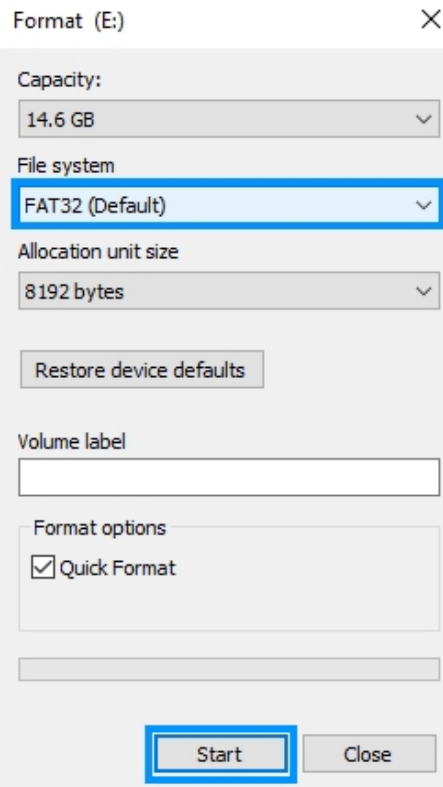 Format (E:)
Capacity:
14.6 GB
File system
FAT32 (Default)
Allocation unit size
8192 bytes
Restore device defaults
Volume label
Format options
Quick Format
Start Close